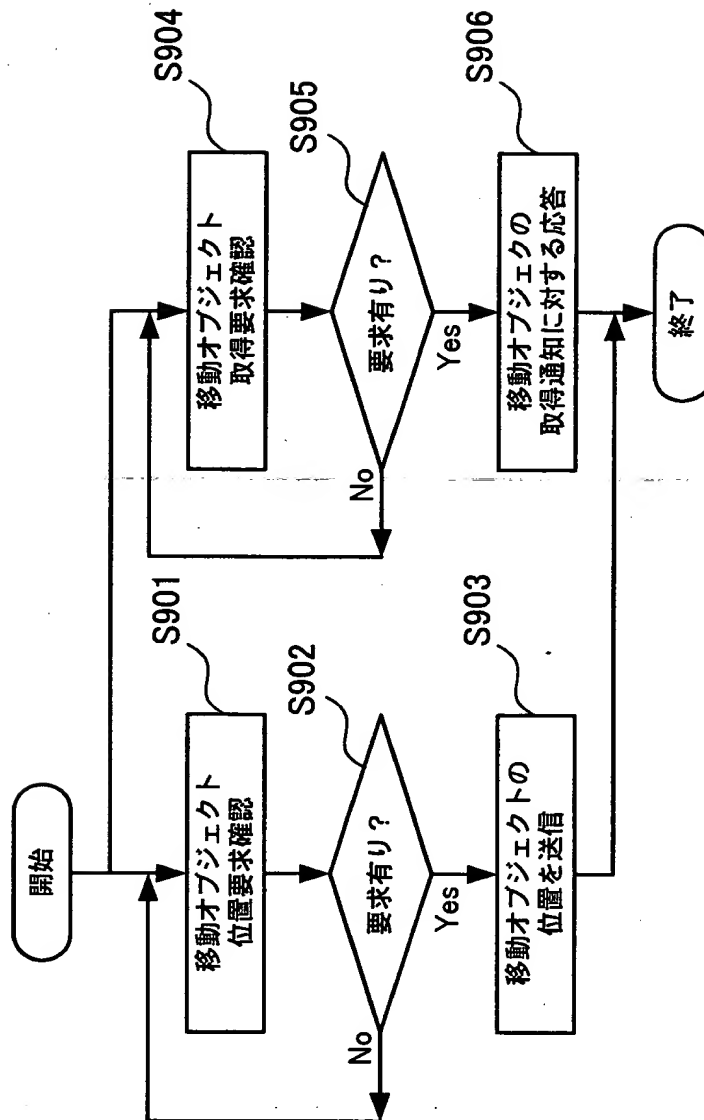 開始
移動オブジェクト
位置要求確認
S901
要求有り?
S902
No
Yes
移動オブジェクトの
位置を送信
S903
移動オブジェクト
取得要求確認
S904
要求有り?
S905
No
Yes
移動オブジェクの
取得通知に対する応答
S906
終了